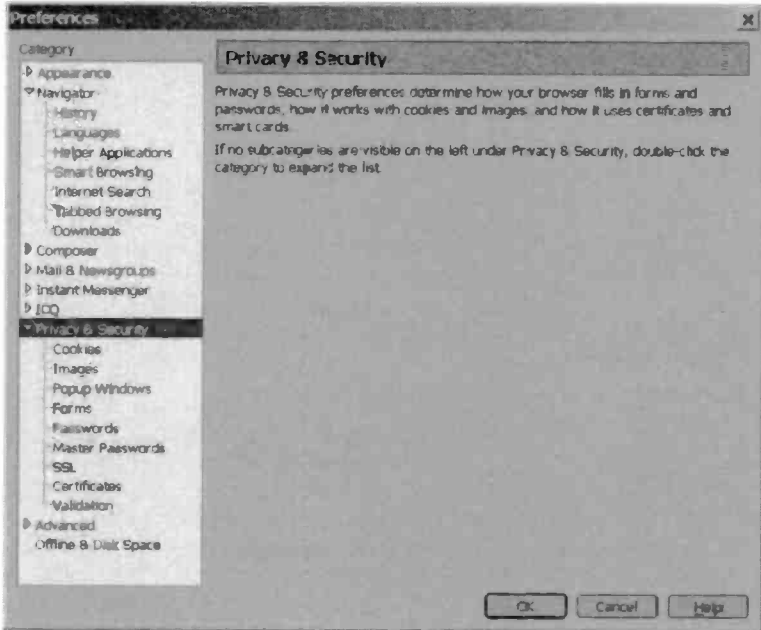 Preferences
Category
Appearance
Navigator
History
Languages
Helper Applications
Smart Browsing
Internet Search
Tabbed Browsing
Downloads
Composer
Mail & Newsgroups
Instant Messenger
ICQ
Privacy & Security
Cookies
Images
Popup Windows
Forms
Passwords
Master Passwords
SSL
Certificates
Validation
Advanced
Offline & Disk Space
Privacy & Security
Privacy & Security preferences determine how your browser fills in forms and
passwords, how it works with cookies and images, and how it uses certificates and
smart cards.
If no subcategories are visible on the left under Privacy & Security, double-click the
category to expand the list.
OK
Cancel
Help